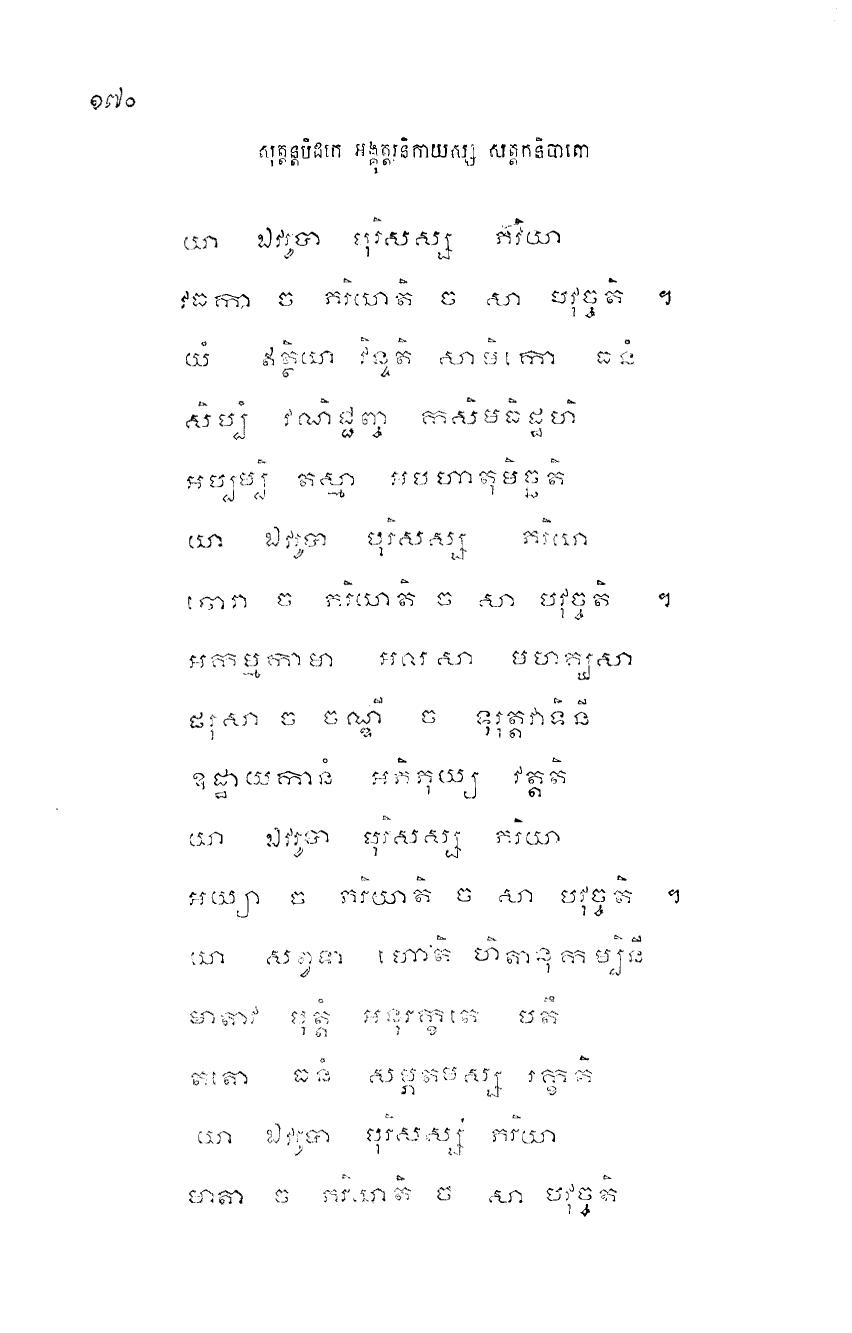 ១៧០
សុត្តន្តបិដកេ អង្គុត្តរនិកាយស្ស សត្តកនិបាតោ
យា ឯវរូបា បុរិសស្ស ភរិយា
វធកា ច ភរិយាតិ ច សា បវុច្ចតិ ។
យំ ឥត្ថិយា វិន្ទតិ សាមិកោ ធនំ
សិប្បំ វណិជ្ជញ្ច កសិមធិដ្ឋហំ
អប្បម្បិ តស្មា អបហាតុមិច្ឆតិ
យា ឯវរូបា បុរិសស្ស ភរិយា
ចោរា ច ភរិយាតិ ច សា បវុច្ចតិ ។
អកម្មកាមា អលសា មហគ្ឃសា
ផរុសា ច ចណ្ឌី ច ទុរុត្តវាទិនី
ឧដ្ឋាយកានំ អភិភុយ្យ វត្តតិ
យា ឯវរូបា បុរិសស្ស ភរិយា
អយ្យា ច ភរិយាតិ ច សា បវុច្ចតិ ។
យា សព្វទា ហោតិ ហិតានុកម្បិនី
មាតាវ បុត្តំ អនុរក្ខតេ បតឹ
តតោ ធនំ សម្ភតមស្ស រក្ខតិ
យា ឯវរូបា បុរិសស្ស ភរិយា
មាតា ច ភរិយាតិ ច សា បវុច្ចតិ